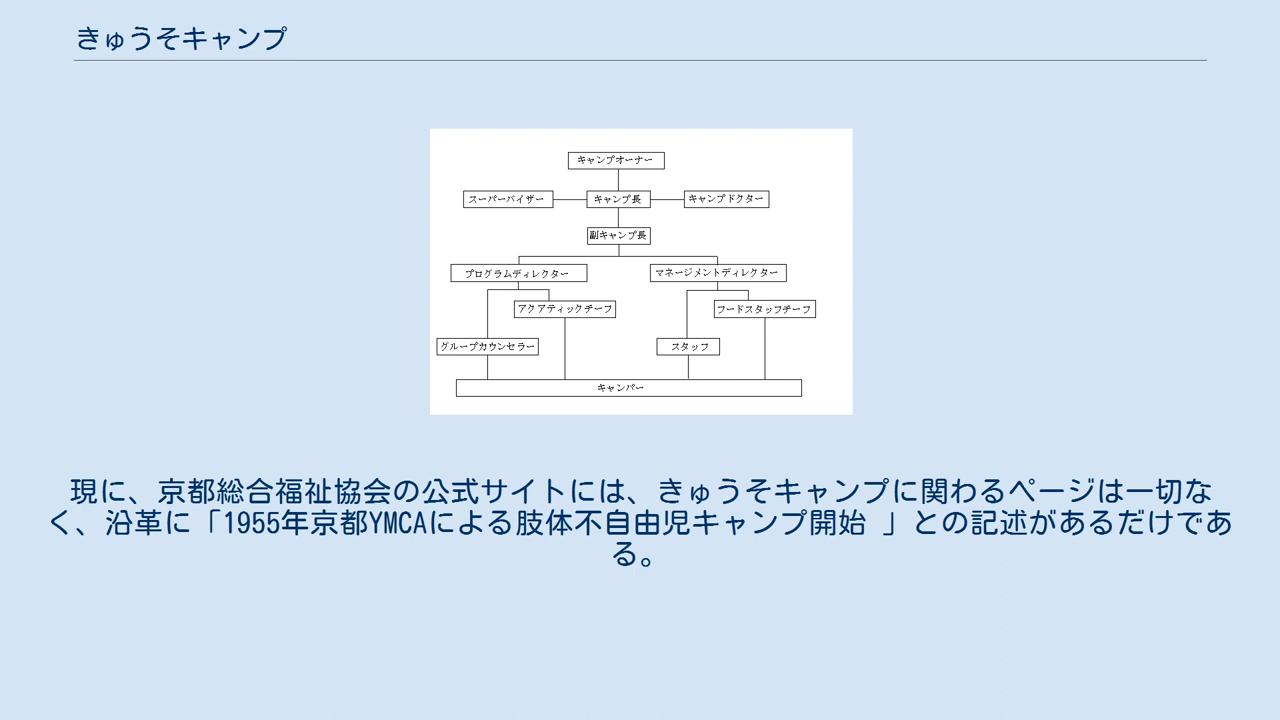 きゅうそキャンプ
キャンプオーナー
スーパーバイザー
キャンプ長
キャンプドクター
副キャンプ長
プログラムディレクター
マネージメントディレクター
アクアティックチーフ
フードスタッフチーフ
グループカウンセラー
スタッフ
キャンパー
現に、京都総合福祉協会の公式サイトには、きゅうそキャンプに関わるページは一切な
く、沿革に「1955年京都YMCAによる肢体不自由児キャンプ開始 」との記述があるだけであ
る。